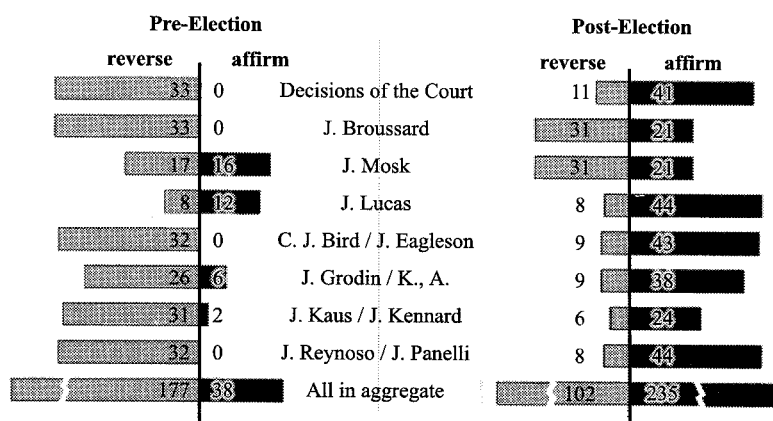 Pre-Election Post-Election
reverse affirm reverse affirm
33 0 Decisions of the Court 11 41
33 0 J. Broussard 31 21
17 16 J. Mosk 31 21
8 12 J. Lucas 8 44
32 0 C. J. Bird / J. Eagleson 9 43
26 6 J. Grodin / K., A. 9 38
31 2 J. Kaus / J. Kennard 6 24
32 0 J. Reynoso / J. Panelli 8 44
177 38 All in aggregate 102 235